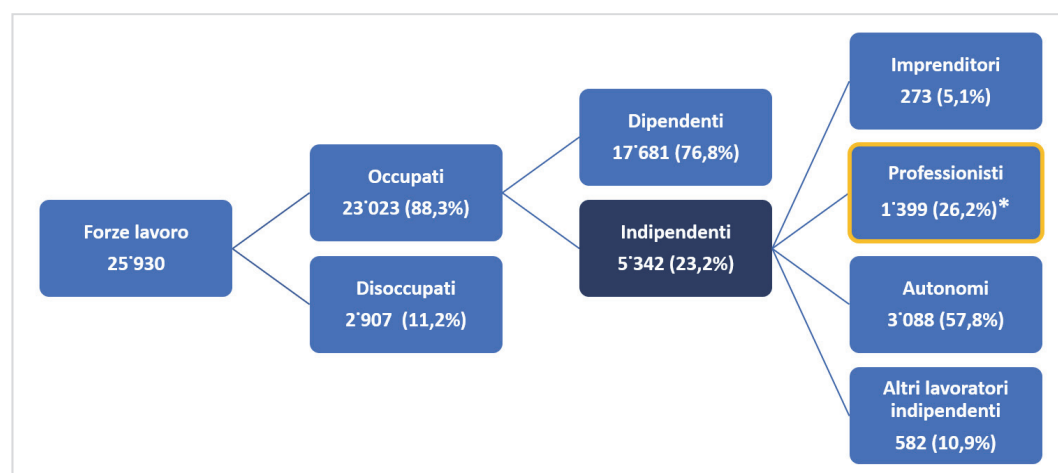 Forze lavoro
25˙930
Occupati
23˙023 (88,3%)
Disoccupati
2˙907 (11,2%)
Dipendenti
17˙681 (76,8%)
Indipendenti
5˙342 (23,2%)
Imprenditori
273 (5,1%)
Professionisti
1˙399 (26,2%)*
Autonomi
3˙088 (57,8%)
Altri lavoratori
indipendenti
582 (10,9%)